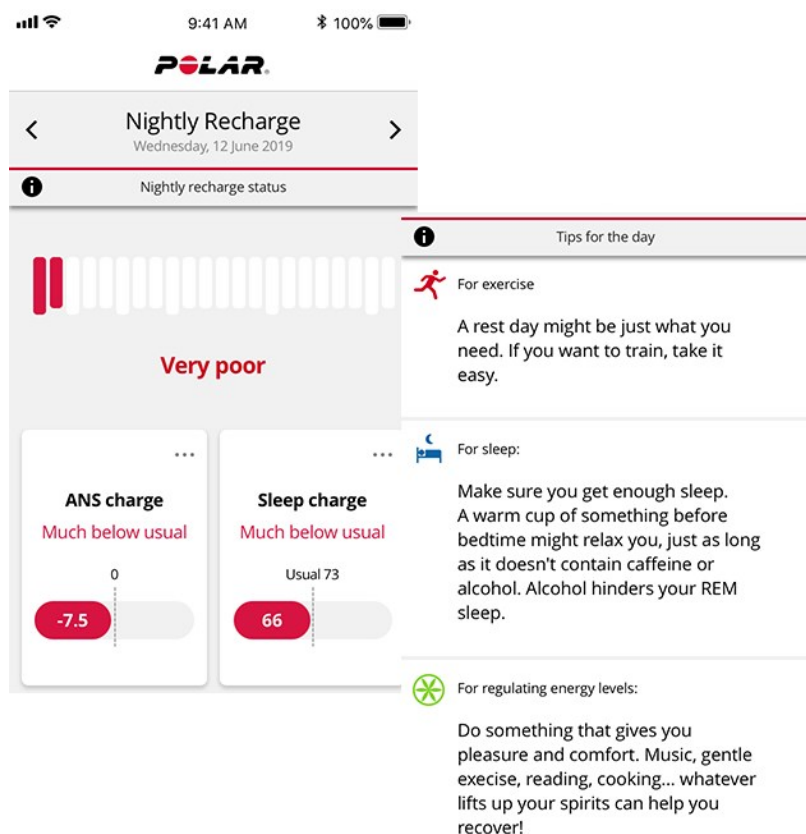 9:41 AM
100%
POLAR
Nightly Recharge
Wednesday, 12 June 2019
Nightly recharge status
Very poor
ANS charge
Much below usual
0
-7.5
Sleep charge
Much below usual
Usual 73
66
Tips for the day
For exercise
A rest day might be just what you
need. If you want to train, take it
easy.
For sleep:
Make sure you get enough sleep.
A warm cup of something before
bedtime might relax you, just as long
as it doesn't contain caffeine or
alcohol. Alcohol hinders your REM
sleep.
For regulating energy levels:
Do something that gives you
pleasure and comfort. Music, gentle
execise, reading, cooking... whatever
lifts up your spirits can help you
recover!